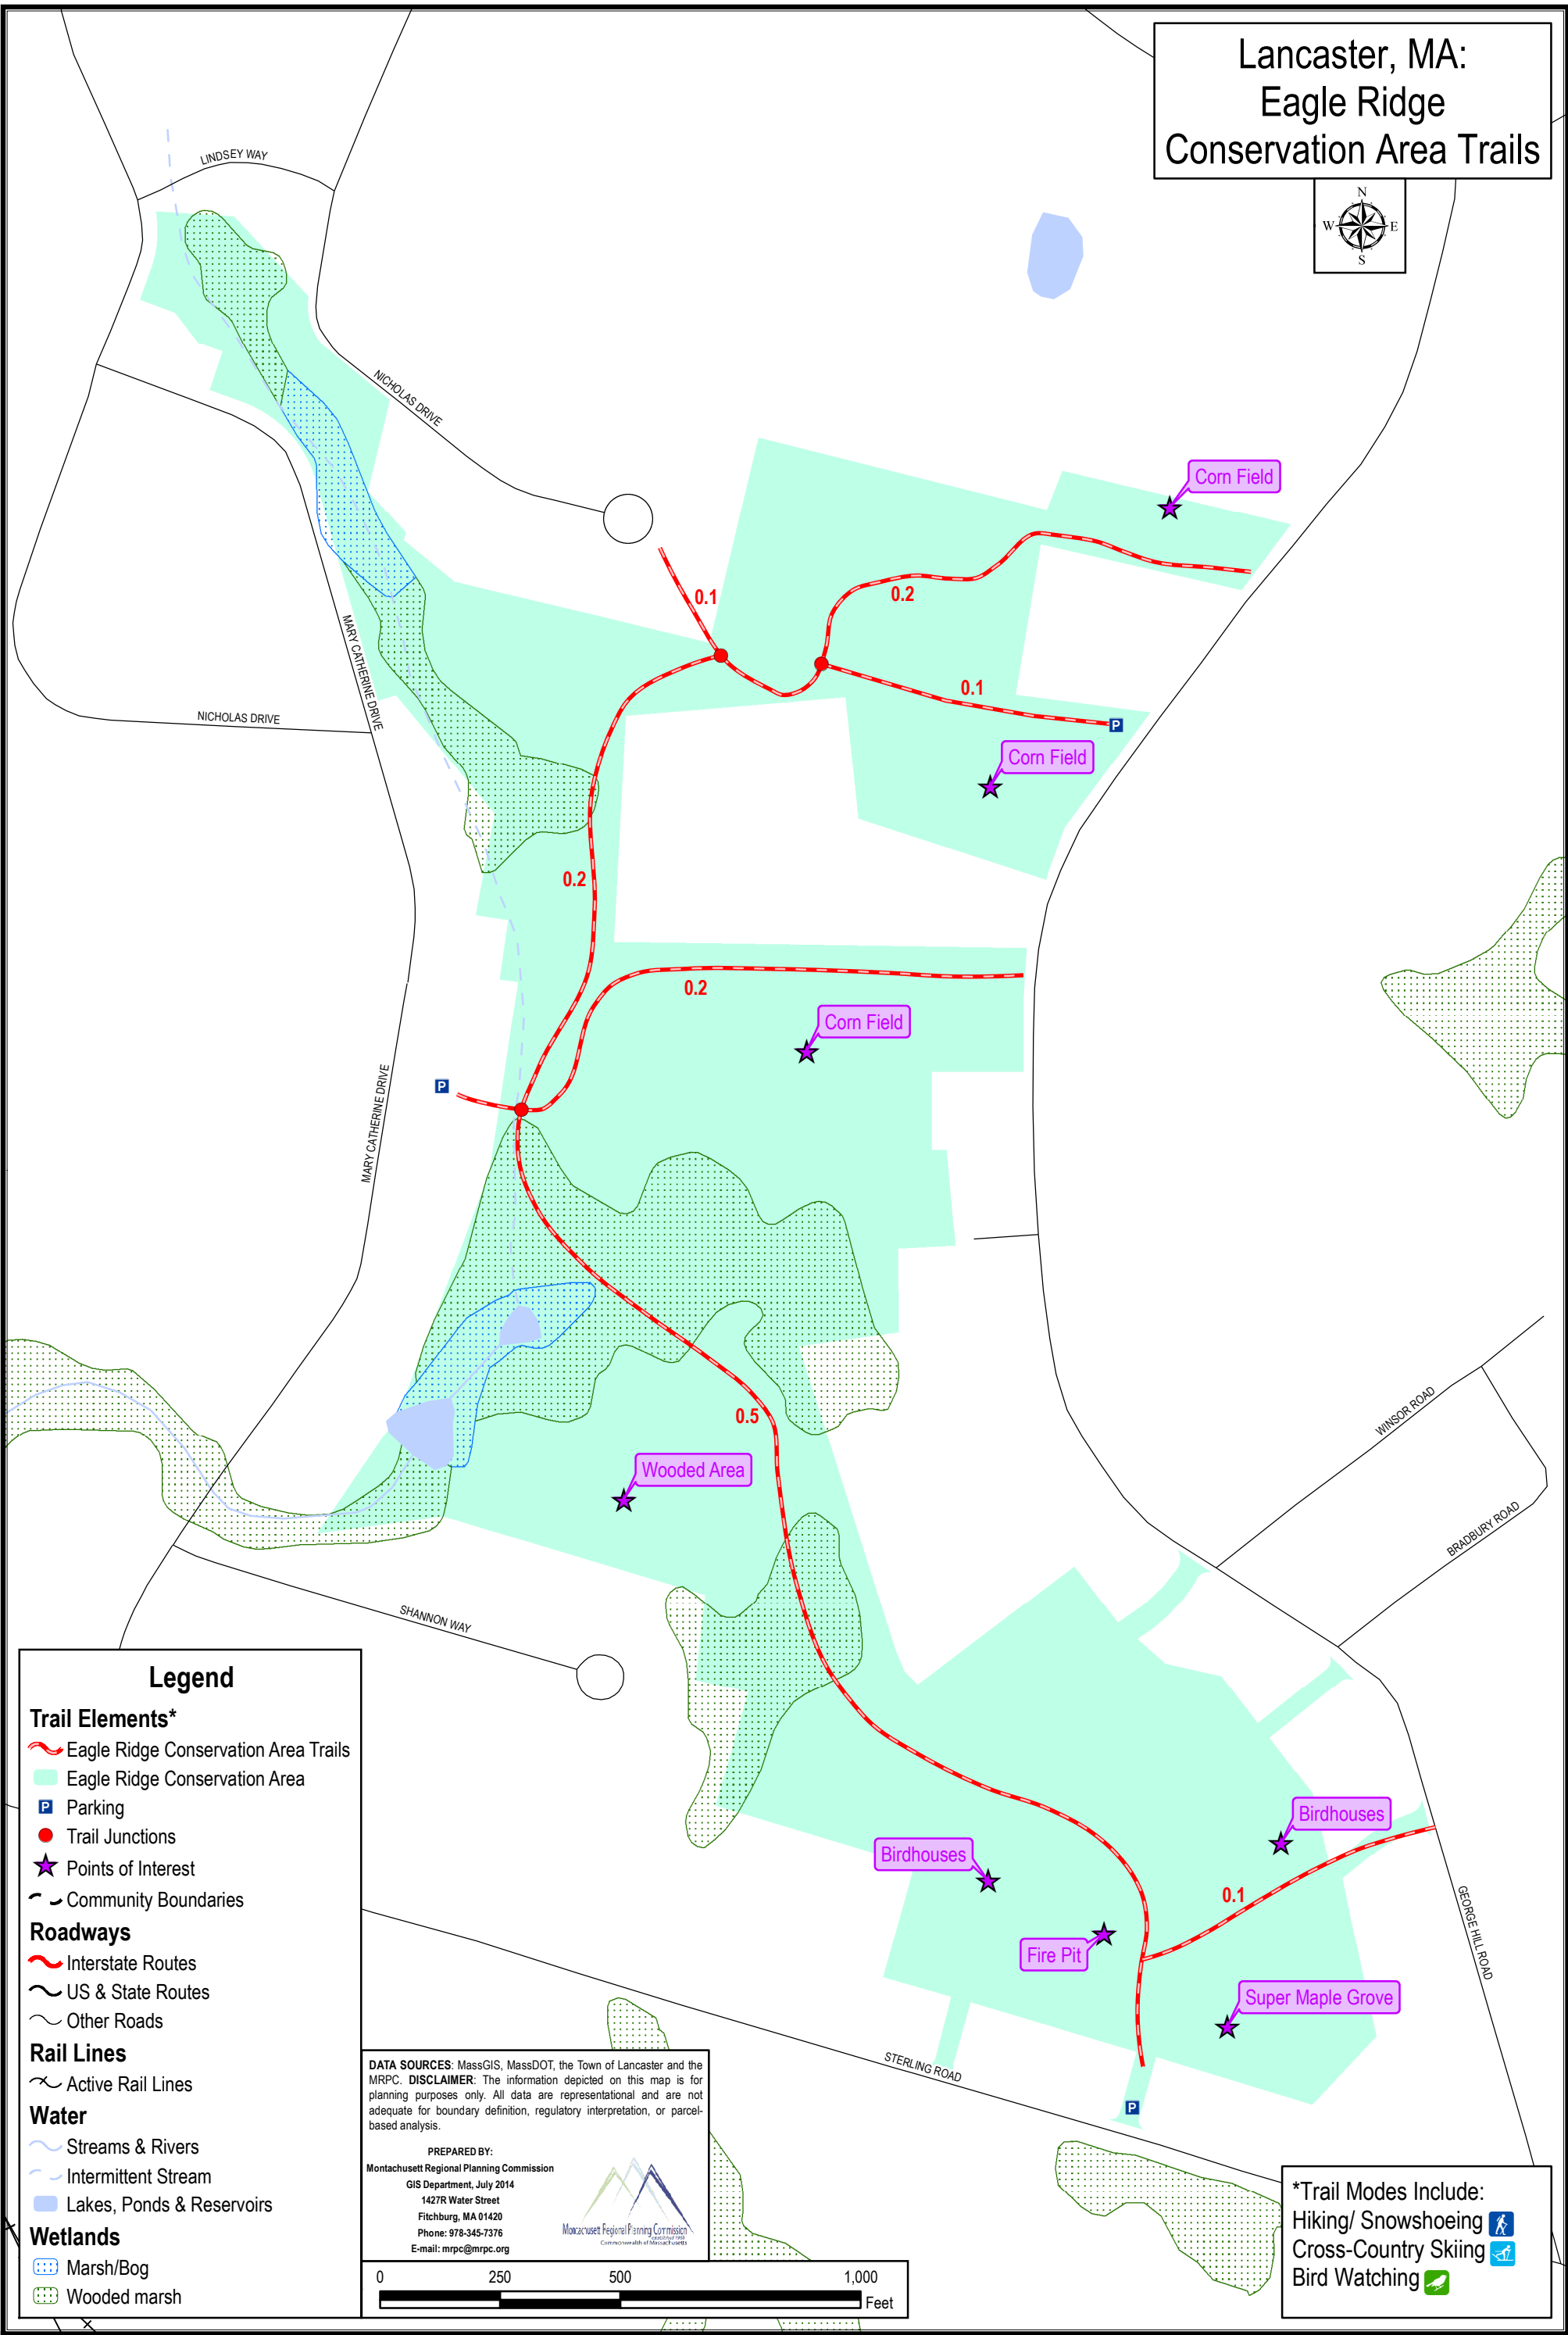 Lancaster, MA:
Eagle Ridge
Conservation Area Trails
N
W
E
S
LINDSEY WAY
NICHOLAS DRIVE
Corn Field
0.1
0.2
MARY CATHERINE DRIVE
0.1
NICHOLAS DRIVE
P
Corn Field
0.2
0.2
Corn Field
P
MARY CATHERINE DRIVE
WINSOR ROAD
0.5
Wooded Area
BRADBURY ROAD
SHANNON WAY
Birdhouses
Birdhouses
0.1
GEORGE HILL ROAD
Fire Pit
Super Maple Grove
STERLING ROAD
P
Legend
Trail Elements*
Eagle Ridge Conservation Area Trails
Eagle Ridge Conservation Area
P Parking
Trail Junctions
Points of Interest
Community Boundaries
Roadways
Interstate Routes
US & State Routes
Other Roads
Rail Lines
Active Rail Lines
Water
Streams & Rivers
Intermittent Stream
Lakes, Ponds & Reservoirs
Wetlands
Marsh/Bog
Wooded marsh
DATA SOURCES: MassGIS, MassDOT, the Town of Lancaster and the
MRPC. DISCLAIMER: The information depicted on this map is for
planning purposes only. All data are representational and are not
adequate for boundary definition, regulatory interpretation, or parcel-
based analysis.
PREPARED BY:
Montachusett Regional Planning Commission
GIS Department, July 2014
1427R Water Street
Fitchburg, MA 01420
Phone: 978-345-7376
E-mail: mrpc@mrpc.org
Montachusett Regional Planning Commission
Commonwealth of Massachusetts
0 250 500 1,000
Feet
*Trail Modes Include:
Hiking/ Snowshoeing
Cross-Country Skiing
Bird Watching